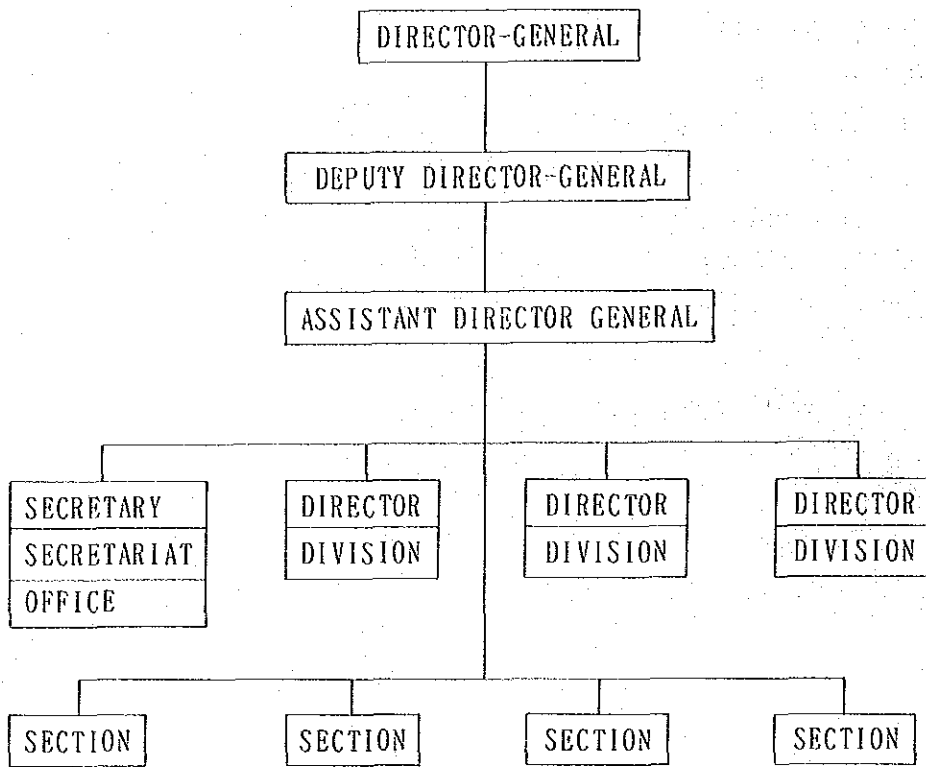 DIRECTOR-GENERAL
DEPUTY DIRECTOR-GENERAL
ASSISTANT DIRECTOR GENERAL
SECRETARY
SECRETARIAT
OFFICE
DIRECTOR
DIVISION
DIRECTOR
DIVISION
DIRECTOR
DIVISION
SECTION
SECTION
SECTION
SECTION